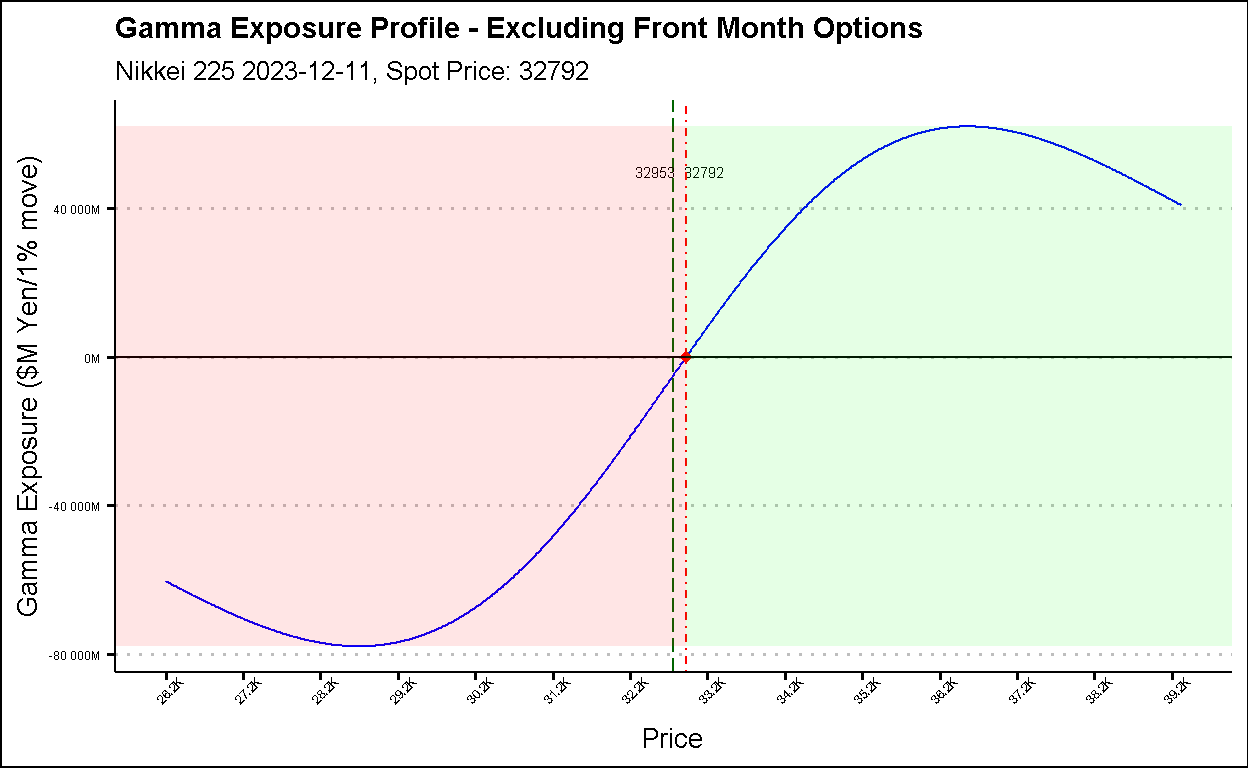 Gamma Exposure Profile - Excluding Front Month Options
Nikkei 225 2023-12-11, Spot Price: 32792
Gamma Exposure ($M Yen/1% move)
32953 32792
40 000M
0M
-40 000M
-80 000M
26.2K 27.2K 28.2K 29.2K 30.2K 31.2K 32.2K 33.2K 34.2K 35.2K 36.2K 37.2K 38.2K 39.2K
Price